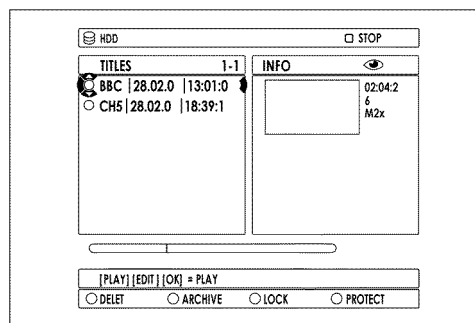 HDD STOP
TITLES 1-1 INFO
BBC |28.02.0 |13:01:0
CH5 |28.02.0 |18:39:1
02:04:2
6
M2x
[PLAY] [EDIT] [OK] = PLAY
DELET ARCHIVE LOCK PROTECT